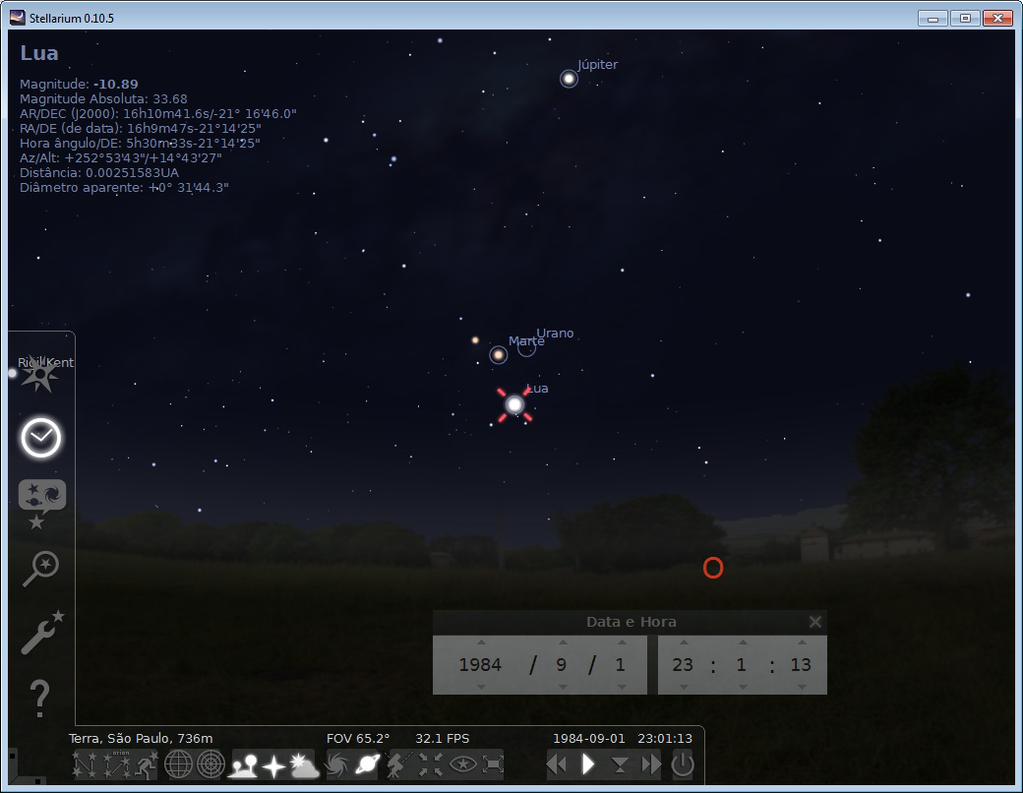 Stellarium 0.10.5
Lua
Magnitude: -10.89
Magnitude Absoluta: 33.68
AR/DEC (J2000): 16h10m41.6s/-21° 16'46.0"
RA/DE (de data): 16h9m47s-21°14'25"
Hora ângulo/DE: 5h30m33s-21°14'25"
Az/Alt: +252°53'43"/+14°43'27"
Distância: 0.00251583UA
Diâmetro aparente: +0° 31'44.3"
Júpiter
Urano
Marte
Rigil Kent
Lua
O
Data e Hora
1984 / 9 / 1 23 : 1 : 13
Terra, São Paulo, 736m FOV 65.2° 32.1 FPS 1984-09-01 23:01:13